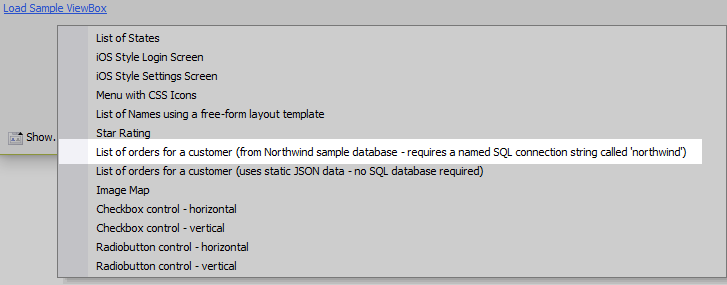 Load Sample ViewBox
List of States
iOS Style Login Screen
iOS Style Settings Screen
Menu with CSS Icons
List of Names using a free-form layout template
Star Rating
Show.
List of orders for a customer (from Northwind sample database - requires a named SQL connection string called 'northwind')
List of orders for a customer (uses static JSON data - no SQL database required)
Image Map
Checkbox control - horizontal
Checkbox control - vertical
Radiobutton control - horizontal
Radiobutton control - vertical